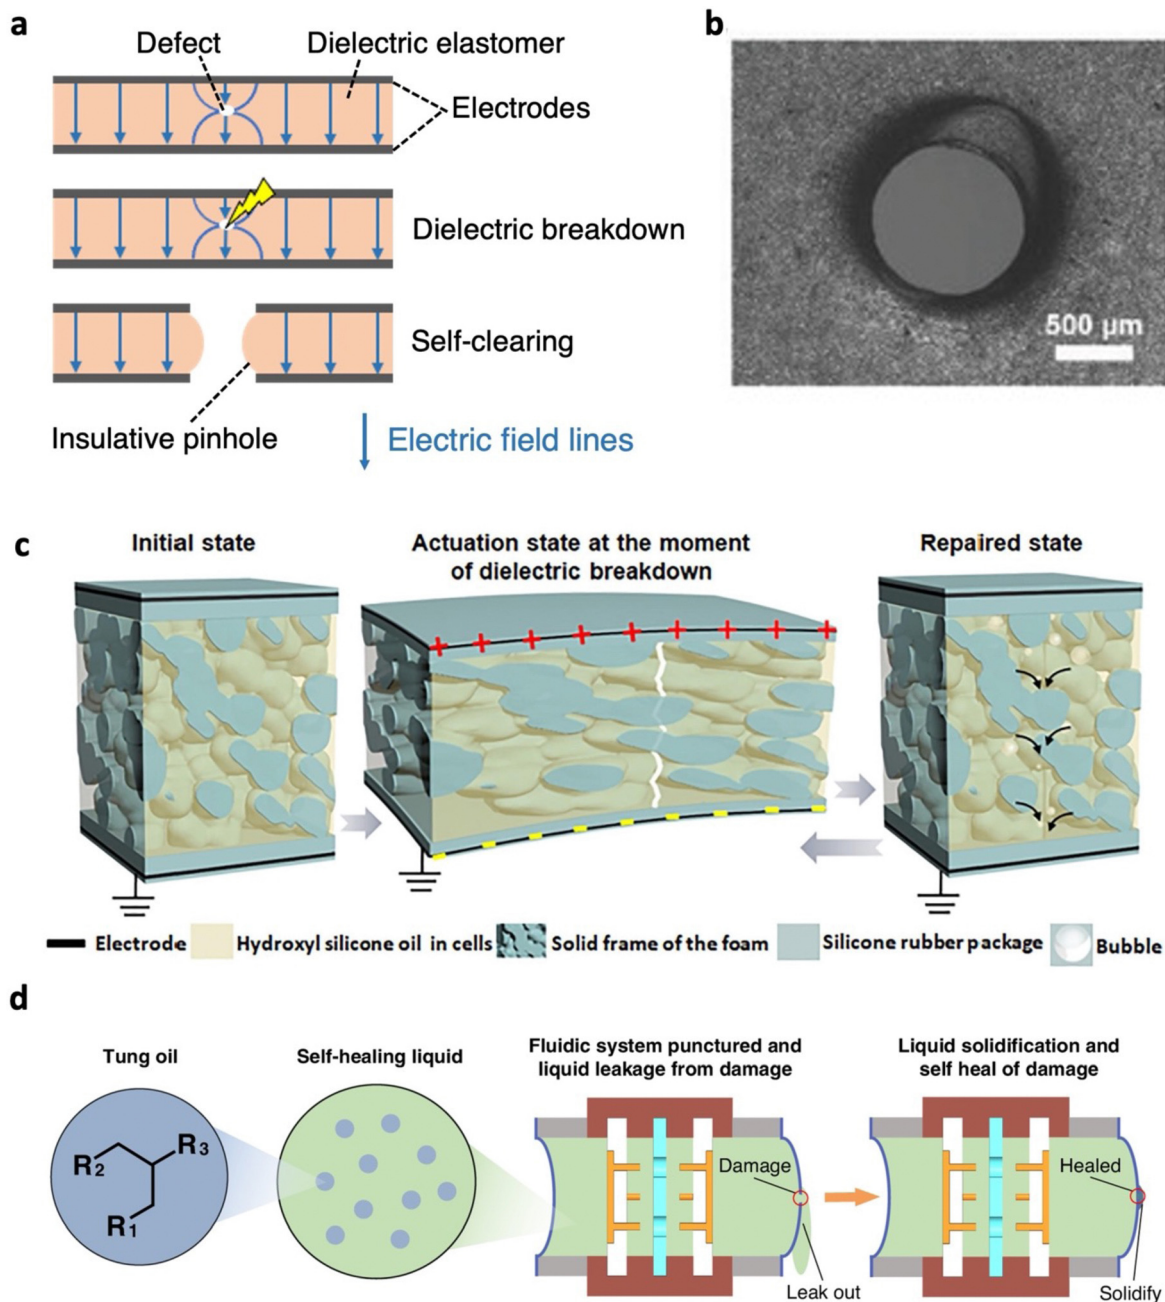 a
Defect
Dielectric elastomer
Electrodes
Dielectric breakdown
Self-clearing
Insulative pinhole
Electric field lines
b
500 µm
c
Initial state
Actuation state at the moment
of dielectric breakdown
Repaired state
Electrode
Hydroxyl silicone oil in cells
Solid frame of the foam
Silicone rubber package
Bubble
d
Tung oil
Self-healing liquid
Fluidic system punctured and
liquid leakage from damage
Liquid solidification and
self heal of damage
R2
R3
R1
Damage
Leak out
Healed
Solidify